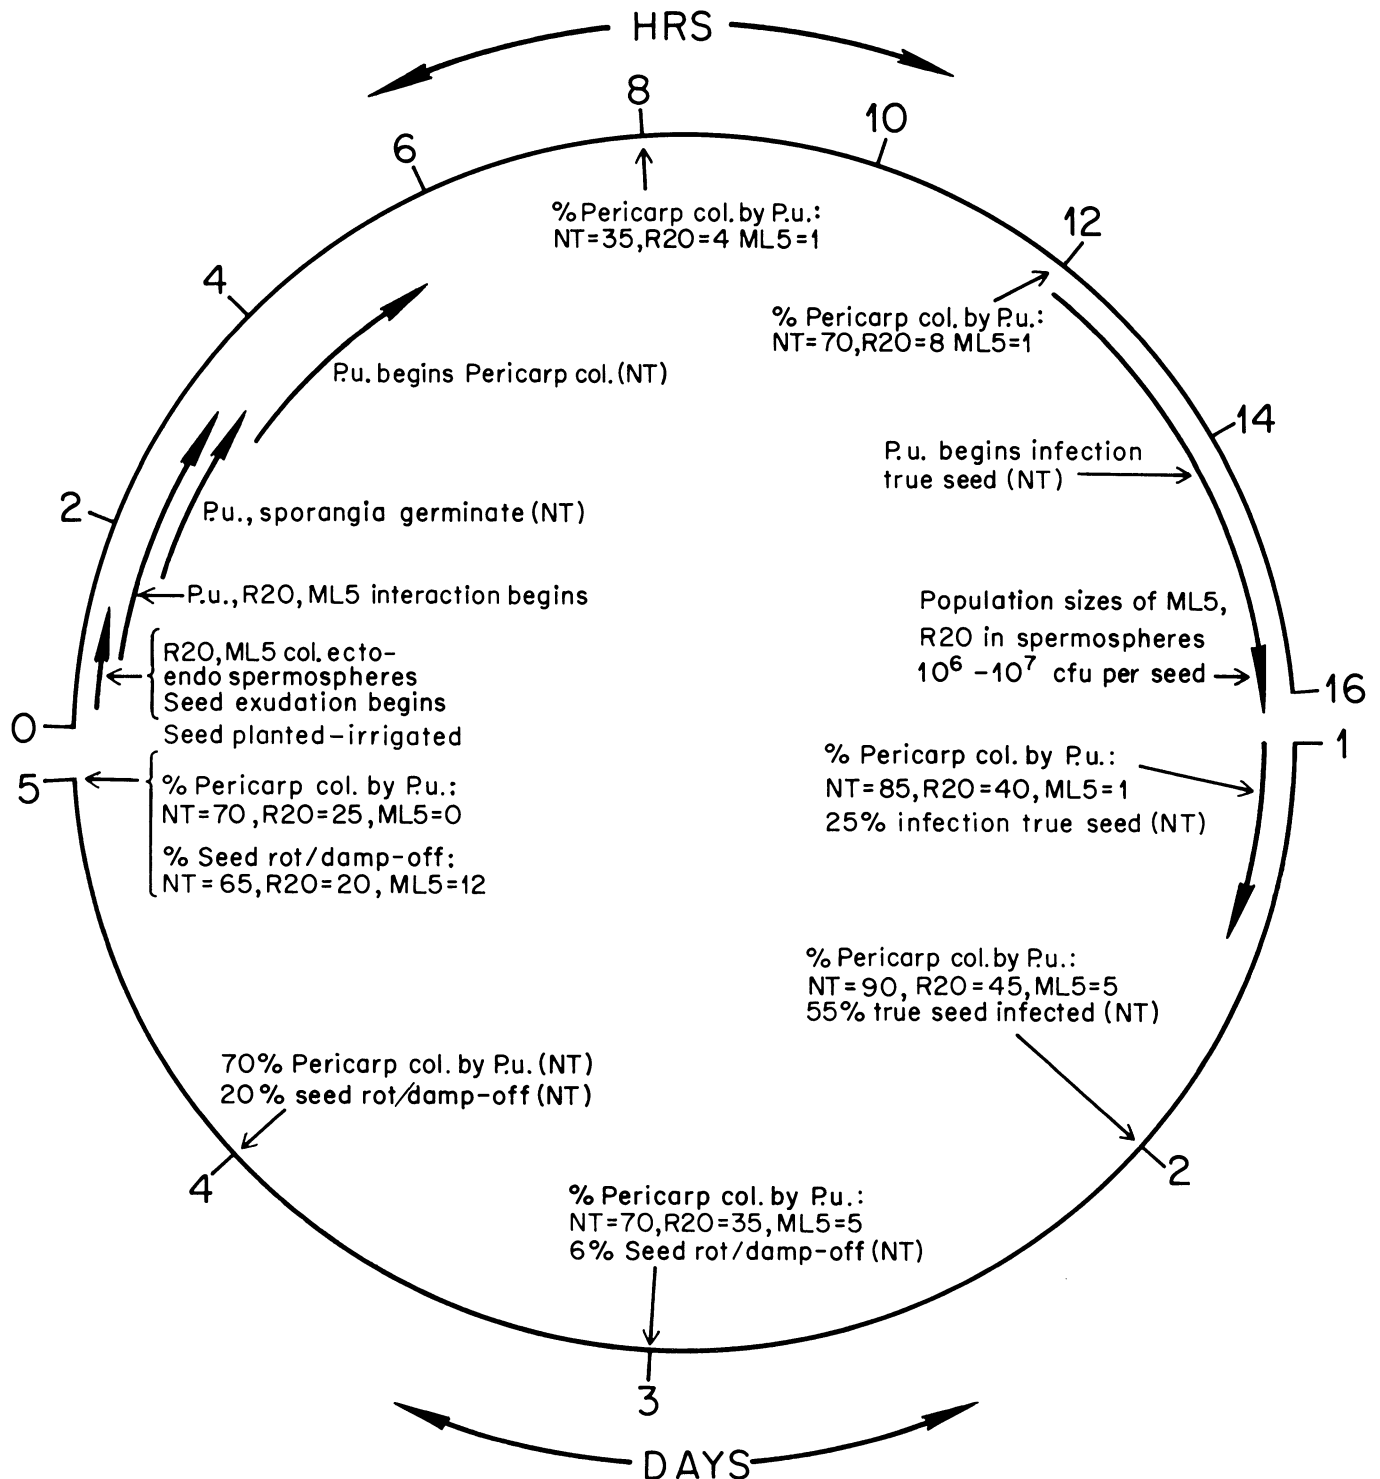 HRS
8
10
6
12
% Pericarp col. by P.u.:
NT=35, R20=4 ML5=1
4
% Pericarp col. by P.u.:
NT=70, R20=8 ML5=1
P.u. begins Pericarp col. (NT)
14
P.u. begins infection
true seed (NT)
2
P.u., sporangia germinate (NT)
P.u., R20, ML5 interaction begins
Population sizes of ML5,
R20 in spermospheres
10⁶ –10⁷ cfu per seed
16
R20, ML5 col. ecto-
endo spermospheres
Seed exudation begins
0
Seed planted–irrigated
1
5
% Pericarp col. by P.u.:
NT=70, R20=25, ML5=0
% Seed rot/damp-off:
NT=65, R20=20, ML5=12
% Pericarp col. by P.u.:
NT=85, R20=40, ML5=1
25% infection true seed (NT)
% Pericarp col. by P.u.:
NT=90, R20=45, ML5=5
55% true seed infected (NT)
2
70% Pericarp col. by P.u. (NT)
20% seed rot/damp-off (NT)
4
% Pericarp col. by P.u.:
NT=70, R20=35, ML5=5
6% Seed rot/damp-off (NT)
3
DAYS